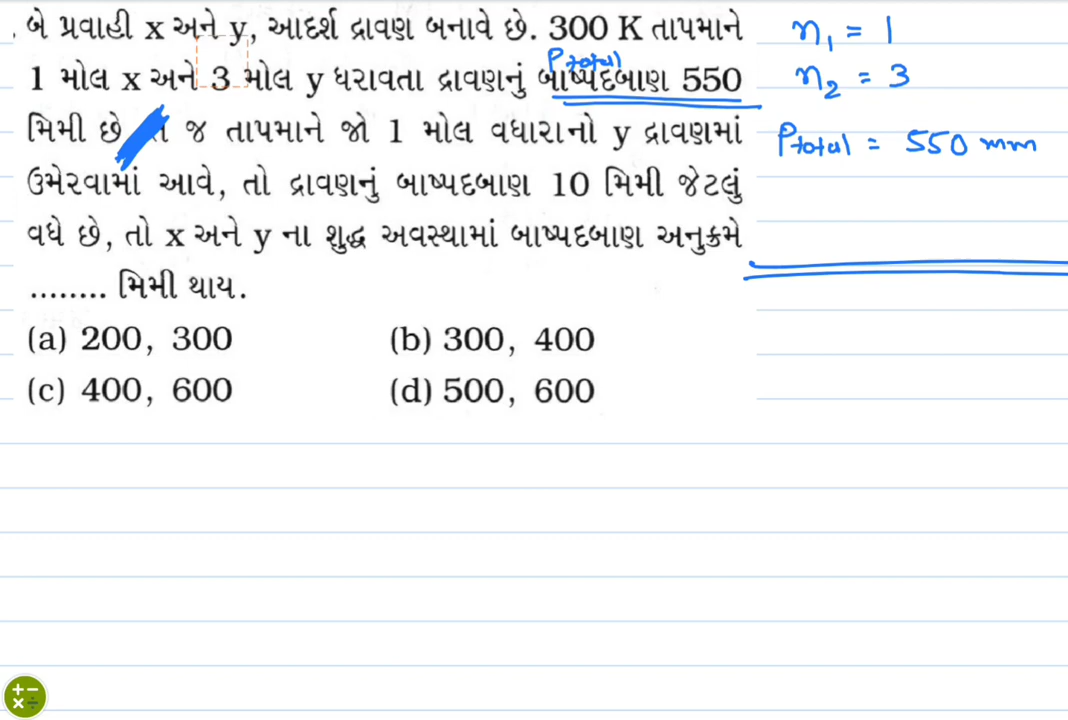 . બે પ્રવાહી x અને y, આદર્શ દ્રાવણ બનાવે છે. 300 K તાપમાને
1 મોલ x અને 3 મોલ y ધરાવતા દ્રાવણનું બાષ્પદબાણ 550
મિમી છે જ તાપમાને જો 1 મોલ વધારાનો y દ્રાવણમાં
ઉમેરવામાં આવે, તો દ્રાવણનું બાષ્પદબાણ 10 મિમી જેટલું
વધે છે, તો x અને y ના શુદ્ધ અવસ્થામાં બાષ્પદબાણ અનુક્રમે
........ મિમી થાય.
(a) 200, 300 (b) 300, 400
(c) 400, 600 (d) 500, 600
Ptotal
n₁ = 1
n₂ = 3
Ptotal = 550 mm